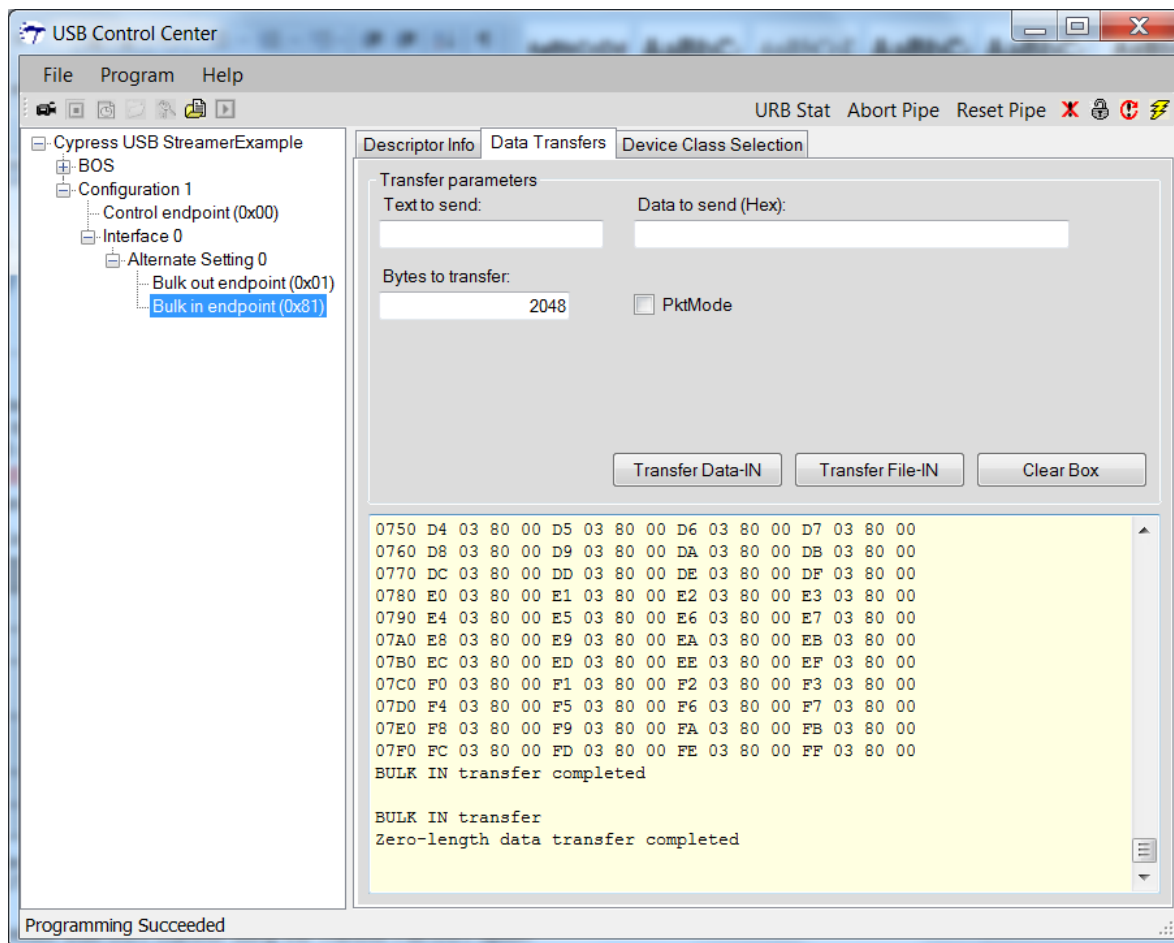 USB Control Center
File Program Help
URB Stat Abort Pipe Reset Pipe
Cypress USB StreamerExample
BOS
Configuration 1
Control endpoint (0x00)
Interface 0
Alternate Setting 0
Bulk out endpoint (0x01)
Bulk in endpoint (0x81)
Descriptor Info Data Transfers Device Class Selection
Transfer parameters
Text to send: Data to send (Hex):
Bytes to transfer:
2048 PktMode
Transfer Data-IN Transfer File-IN Clear Box
0750 D4 03 80 00 D5 03 80 00 D6 03 80 00 D7 03 80 00
0760 D8 03 80 00 D9 03 80 00 DA 03 80 00 DB 03 80 00
0770 DC 03 80 00 DD 03 80 00 DE 03 80 00 DF 03 80 00
0780 E0 03 80 00 E1 03 80 00 E2 03 80 00 E3 03 80 00
0790 E4 03 80 00 E5 03 80 00 E6 03 80 00 E7 03 80 00
07A0 E8 03 80 00 E9 03 80 00 EA 03 80 00 EB 03 80 00
07B0 EC 03 80 00 ED 03 80 00 EE 03 80 00 EF 03 80 00
07C0 F0 03 80 00 F1 03 80 00 F2 03 80 00 F3 03 80 00
07D0 F4 03 80 00 F5 03 80 00 F6 03 80 00 F7 03 80 00
07E0 F8 03 80 00 F9 03 80 00 FA 03 80 00 FB 03 80 00
07F0 FC 03 80 00 FD 03 80 00 FE 03 80 00 FF 03 80 00
BULK IN transfer completed
BULK IN transfer
Zero-length data transfer completed
Programming Succeeded